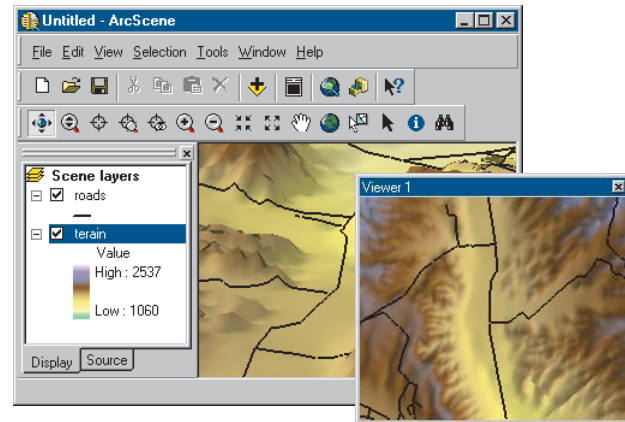 Untitled - ArcScene
File Edit View Selection Tools Window Help
Scene layers
roads
terain
Value
High : 2537
Low : 1060
Display Source
Viewer 1